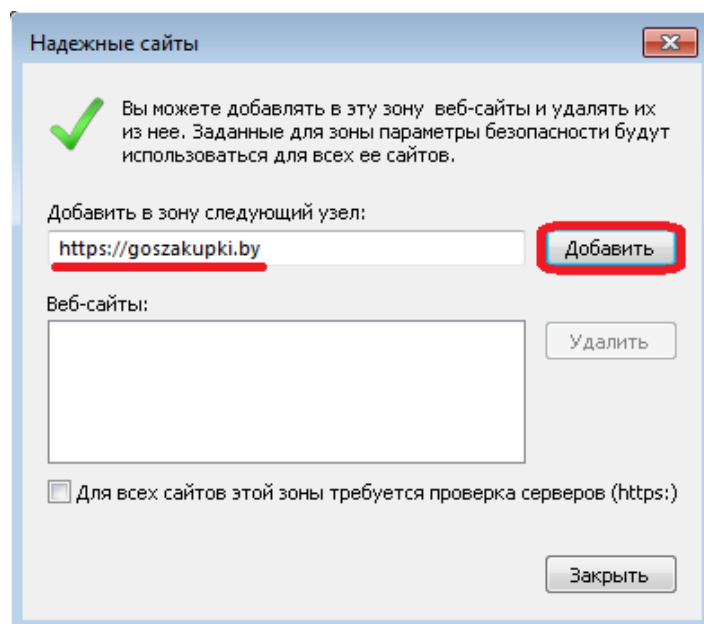 Надежные сайты
Вы можете добавлять в эту зону веб-сайты и удалять их
из нее. Заданные для зоны параметры безопасности будут
использоваться для всех ее сайтов.
Добавить в зону следующий узел:
https://goszakupki.by
Добавить
Веб-сайты:
Удалить
Для всех сайтов этой зоны требуется проверка серверов (https:)
Закрыть